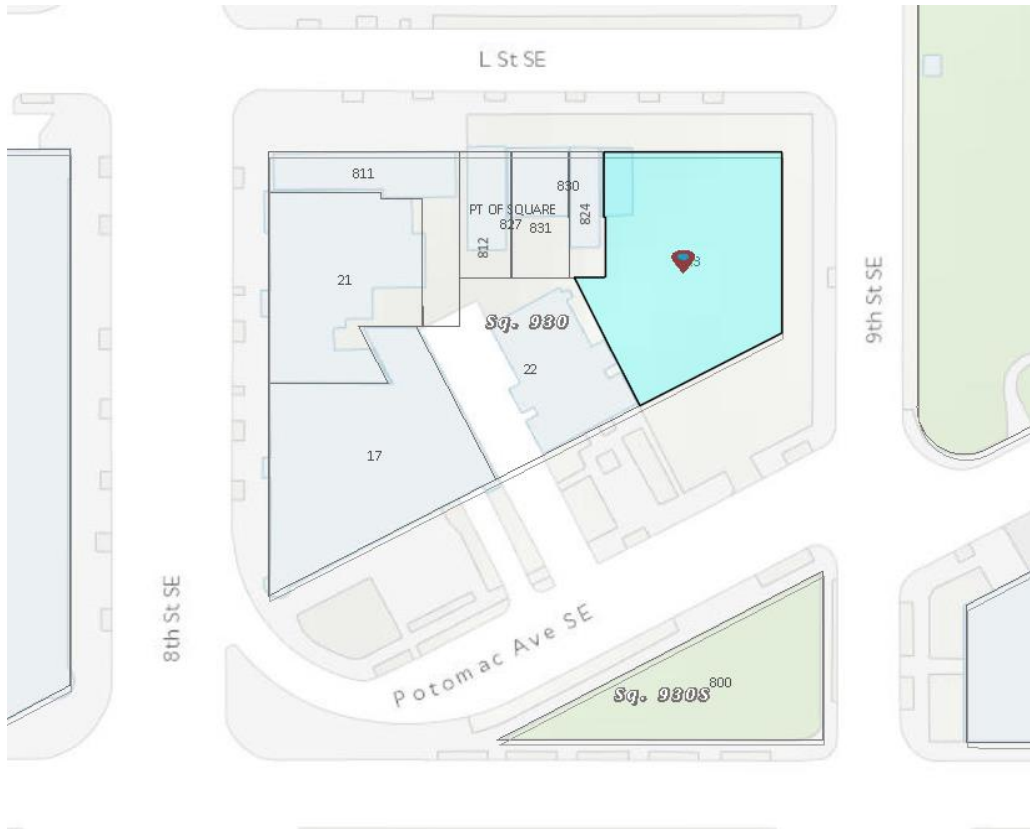 L St SE
811
830
PT OF SQUARE
827
831
824
812
21
Sq. 930
9th St SE
22
17
8th St SE
Potomac Ave SE
800
Sq. 930S